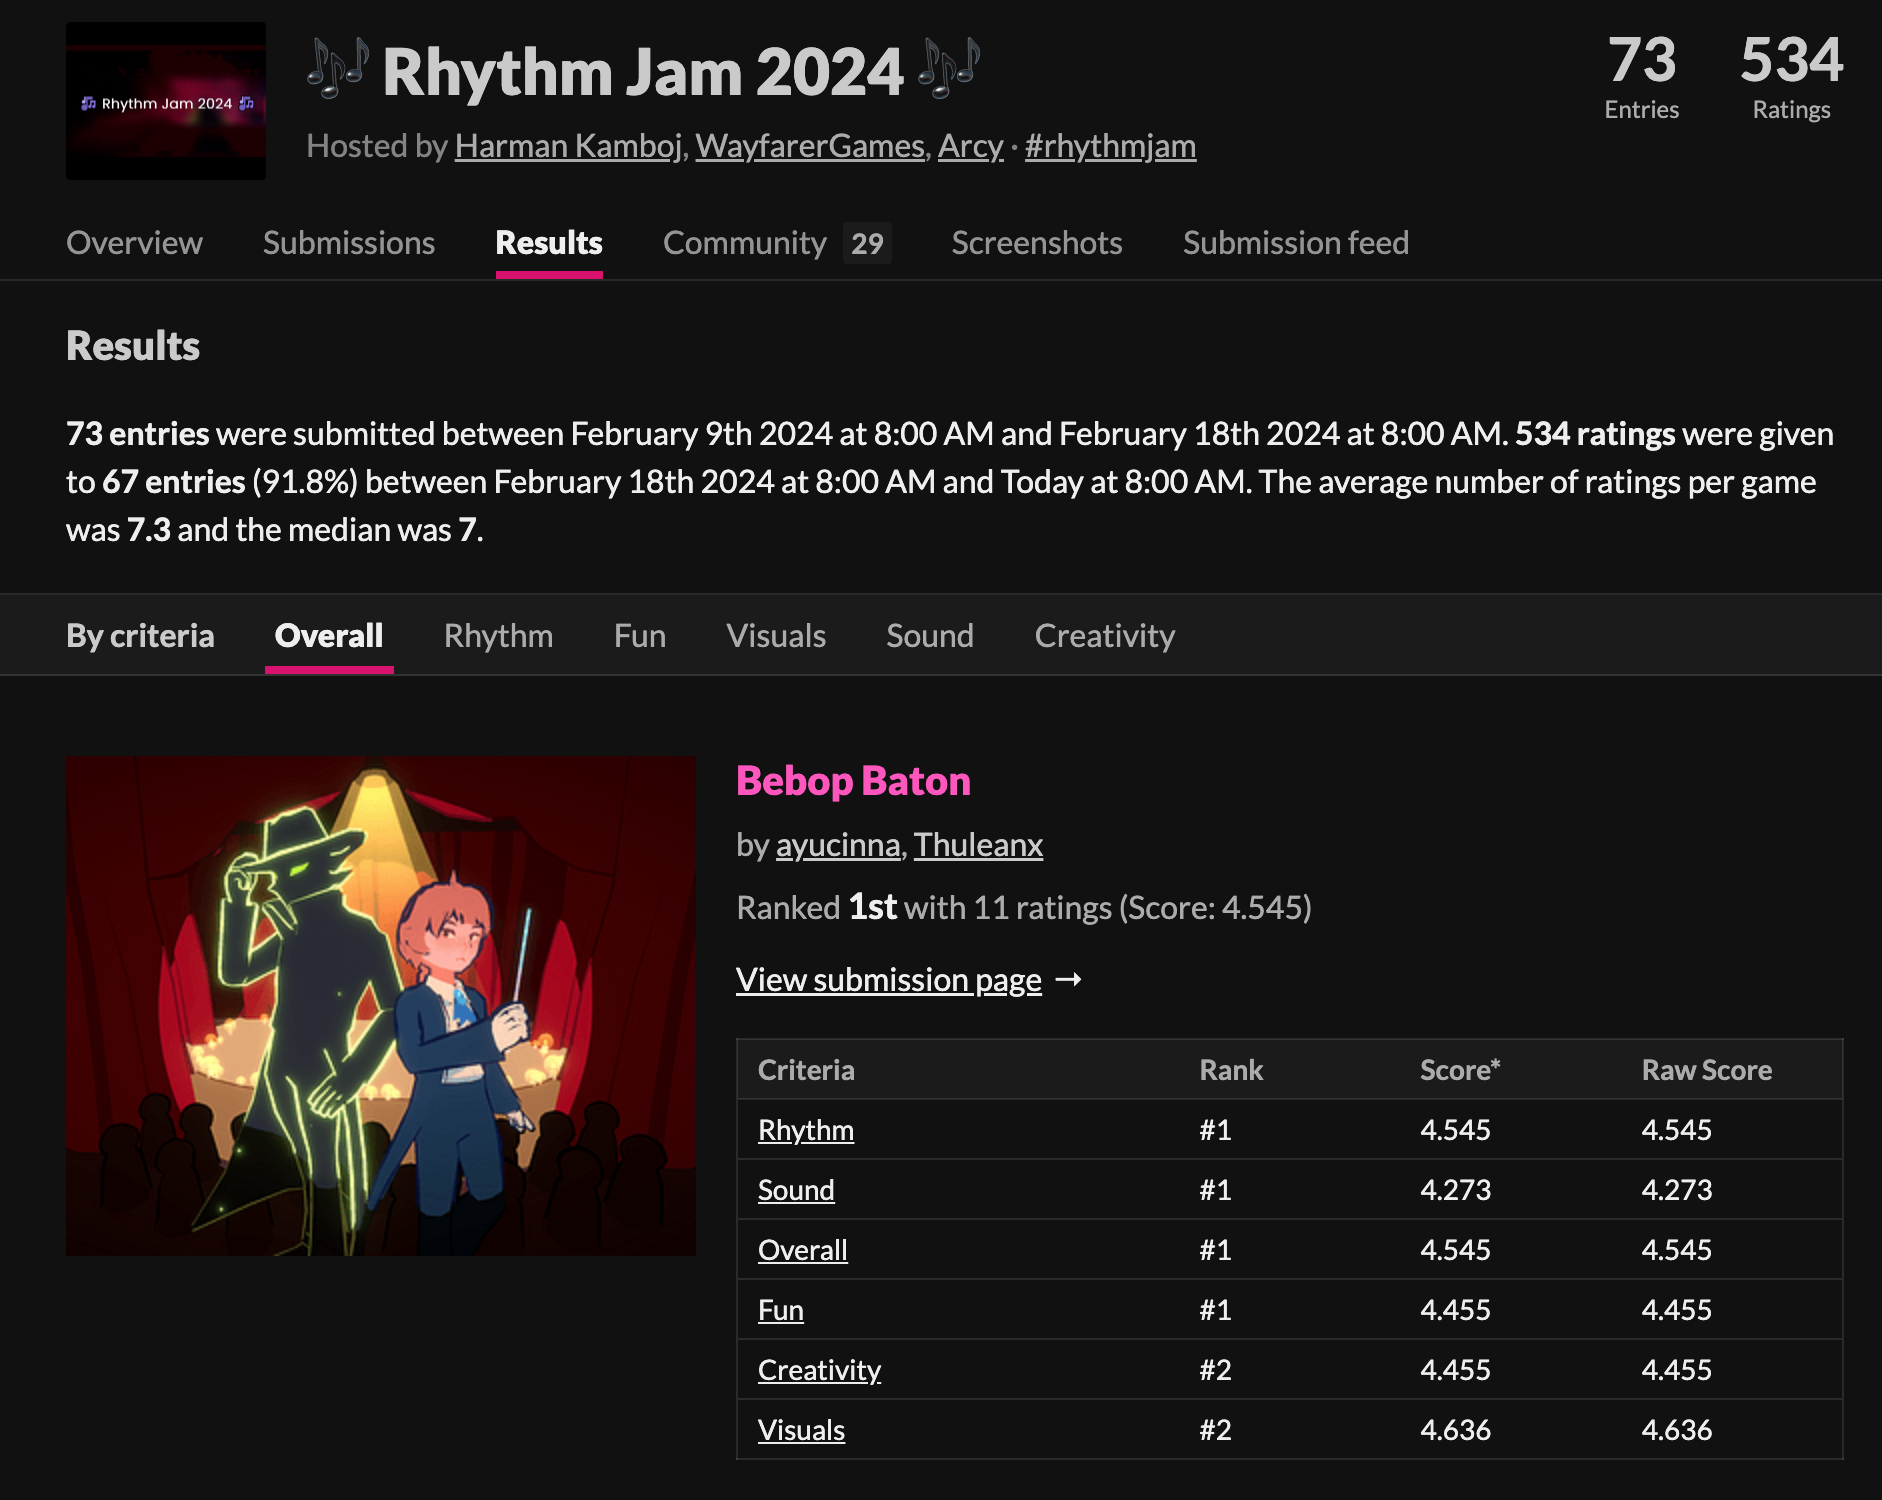 🎶 Rhythm Jam 2024 🎶
🎶 Rhythm Jam 2024 🎶
73
Entries
534
Ratings
Hosted by Harman Kamboj, WayfarerGames, Arcy · #rhythmjam
Overview Submissions Results Community 29 Screenshots Submission feed
Results
73 entries were submitted between February 9th 2024 at 8:00 AM and February 18th 2024 at 8:00 AM. 534 ratings were given
to 67 entries (91.8%) between February 18th 2024 at 8:00 AM and Today at 8:00 AM. The average number of ratings per game
was 7.3 and the median was 7.
By criteria Overall Rhythm Fun Visuals Sound Creativity
Bebop Baton
by ayucinna, Thuleanx
Ranked 1st with 11 ratings (Score: 4.545)
View submission page →
Criteria Rank Score* Raw Score
Rhythm #1 4.545 4.545
Sound #1 4.273 4.273
Overall #1 4.545 4.545
Fun #1 4.455 4.455
Creativity #2 4.455 4.455
Visuals #2 4.636 4.636